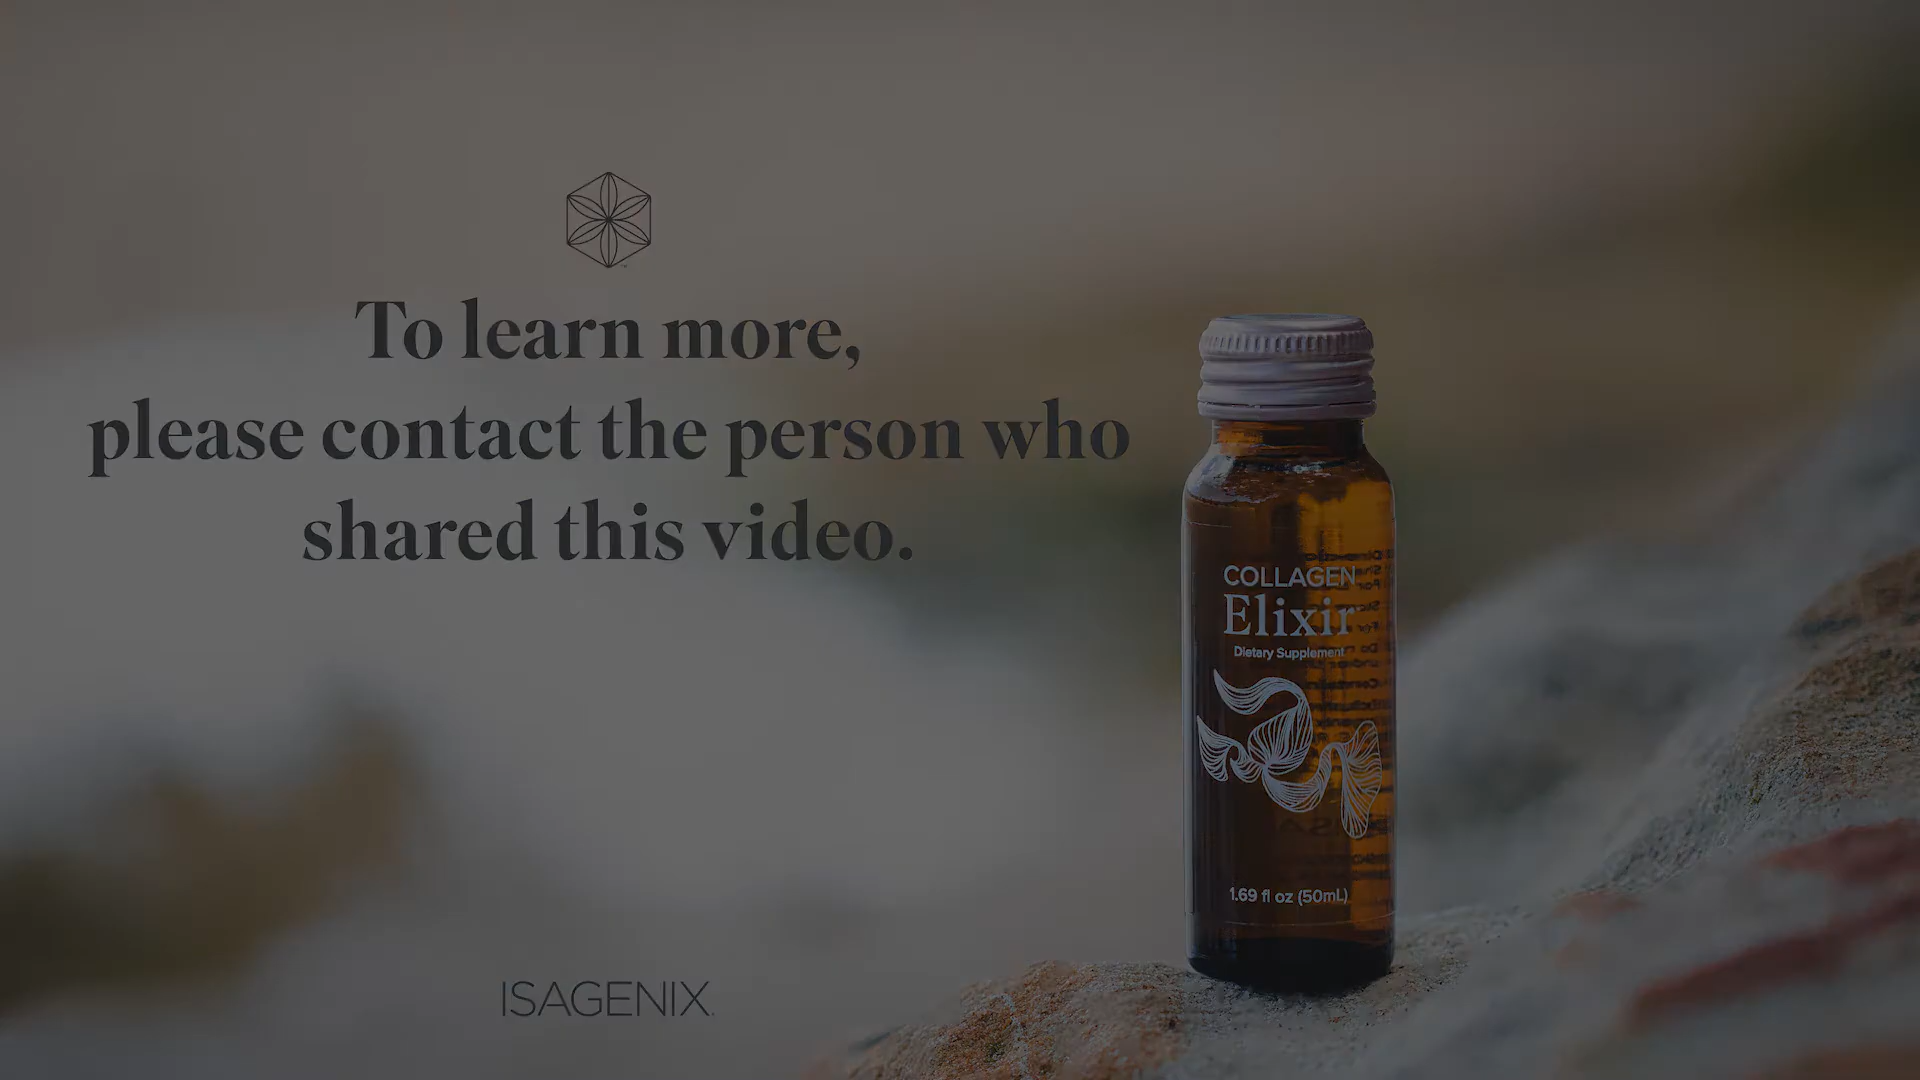 To learn more,
please contact the person who
shared this video.
COLLAGEN
Elixir
Dietary Supplement
1.69 fl oz (50mL)
ISAGENIX